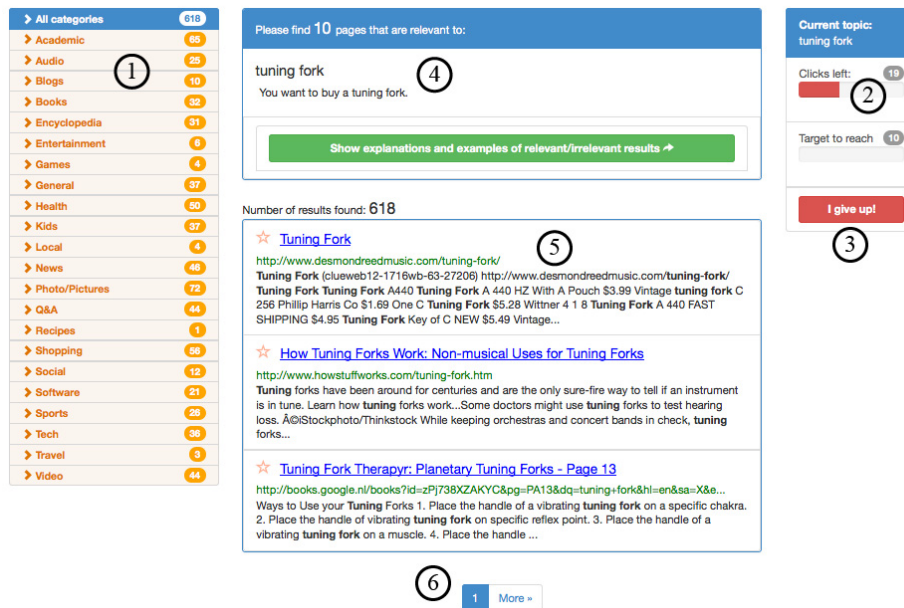 All categories 618
Academic 65
Audio 25
Blogs 10
Books 32
Encyclopedia 31
Entertainment 6
Games 4
General 37
Health 50
Kids 37
Local 4
News 46
Photo/Pictures 72
Q&A 44
Recipes 1
Shopping 56
Social 12
Software 21
Sports 26
Tech 36
Travel 3
Video 44
1
Please find 10 pages that are relevant to:
tuning fork
You want to buy a tuning fork.
4
Show explanations and examples of relevant/irrelevant results
Number of results found: 618
Tuning Fork
5
http://www.desmondreedmusic.com/tuning-fork/
Tuning Fork (clueweb12-1716wb-63-27206) http://www.desmondreedmusic.com/tuning-fork/
Tuning Fork Tuning Fork A440 Tuning Fork A 440 HZ With A Pouch $3.99 Vintage tuning fork C
256 Phillip Harris Co $1.69 One C Tuning Fork $5.28 Wittner 4 1 8 Tuning Fork A 440 FAST
SHIPPING $4.95 Tuning Fork Key of C NEW $5.49 Vintage...
How Tuning Forks Work: Non-musical Uses for Tuning Forks
http://www.howstuffworks.com/tuning-fork.htm
Tuning forks have been around for centuries and are the only sure-fire way to tell if an instrument
is in tune. Learn how tuning forks work...Some doctors might use tuning forks to test hearing
loss. Â©iStockphoto/Thinkstock While keeping orchestras and concert bands in check, tuning
forks...
Tuning Fork Therapyr: Planetary Tuning Forks - Page 13
http://books.google.nl/books?id=zPj738XZAKYC&pg=PA13&dq=tuning+fork&hl=en&sa=X&e...
Ways to Use your Tuning Forks 1. Place the handle of a vibrating tuning fork on a specific chakra.
2. Place the handle of vibrating tuning fork on specific reflex point. 3. Place the handle of a
vibrating tuning fork on a muscle. 4. Place the handle ...
6
1 More »
Current topic:
tuning fork
Clicks left: 19
2
Target to reach 10
I give up!
3